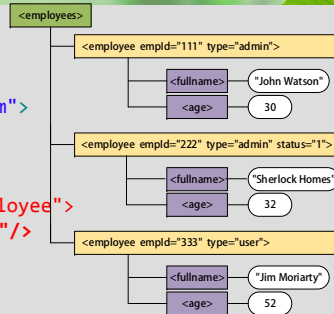 <employees>
<employee empId="111" type="admin">
<fullname> "John Watson"
m">
<age> 30
<employee empId="222" type="admin" status="1">
<fullname> "Sherlock Homes"
loyee">
<age> 32
"/>
<employee empId="333" type="user">
<fullname> "Jim Moriarty"
<age> 52